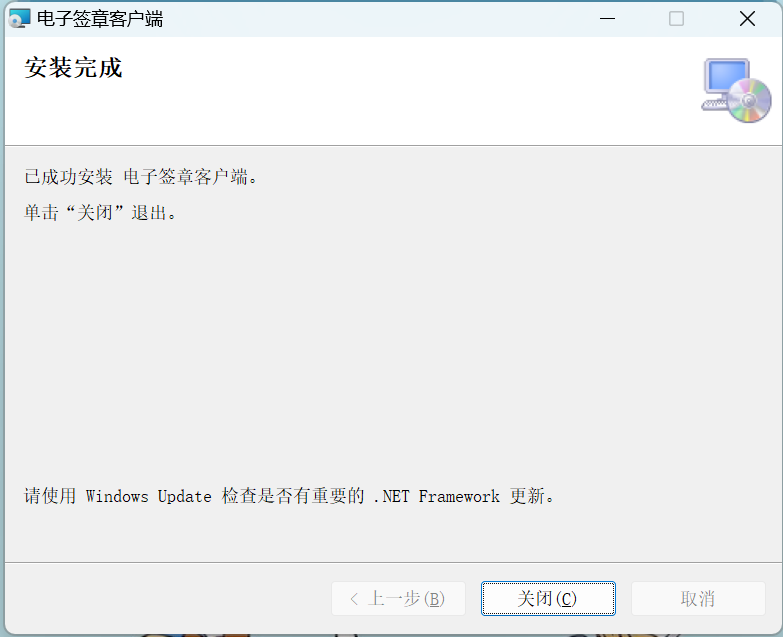 电子签章客户端
安装完成
已成功安装 电子签章客户端。
单击“关闭”退出。
请使用 Windows Update 检查是否有重要的 .NET Framework 更新。
< 上一步(B)
关闭(C)
取消